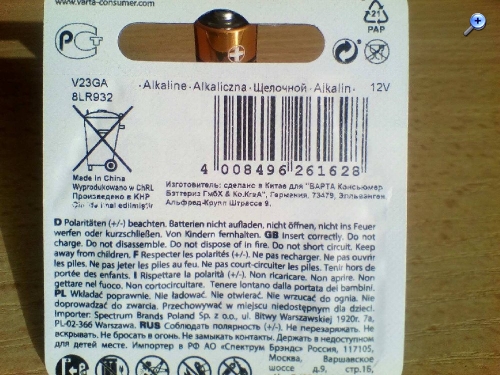 www.varta-consumer.com
21
PAP
V23GA
8LR932
· Alkaline · Alkaliczna · Щелочной · Alkalin ·
12V
4 008496 261628
Made in China
Wyprodukowano w ChRL
Произведено в КНР
Изготовитель: сделано в Китае для "ВАРТА Консьюмер
Бэттериз ГмбХ & Ко.КгаА", Германия, 73479, Элльванген
Альфред-Крупп Штрассе 9.
D Polaritäten (+/-) beachten. Batterien nicht aufladen, nicht öffnen, nicht ins Feuer
werfen oder kurzschließen. Von Kindern fernhalten. GB Insert correctly. Do not
charge. Do not disassemble. Do not dispose of in fire. Do not short circuit. Keep
away from children. F Respecter les polarités (+/-). Ne pas recharger. Ne pas ouvrir
les piles. Ne pas jeter les piles au feu. Ne pas court-circuiter les piles. Tenir hors de
portée des enfants. I Rispettare la polarità (+/-). Non ricaricare. Non aprire. Non
gettare nel fuoco. Non cortocircuitare. Tenere lontano dalla portata dei bambini.
PL Wkładać poprawnie. Nie ładować. Nie otwierać. Nie wrzucać do ognia. Nie
doprowadzać do zwarcia. Przechowywać w miejscu niedostępnym dla dzieci.
Importer: Spectrum Brands Poland Sp. z o.o., ul. Bitwy Warszawskiej 1920r. 7a,
PL-02-366 Warszawa. RUS Соблюдать полярность (+/-). Не перезаряжать. Не
вскрывать. Не бросать в огонь. Не замыкать контакты. Держать в недоступном
для детей месте. Импортер в РФ АО «Спектрум Брэндс» Россия, 117105,
Москва, Варшавское
шоссе д.9, стр.1Б,